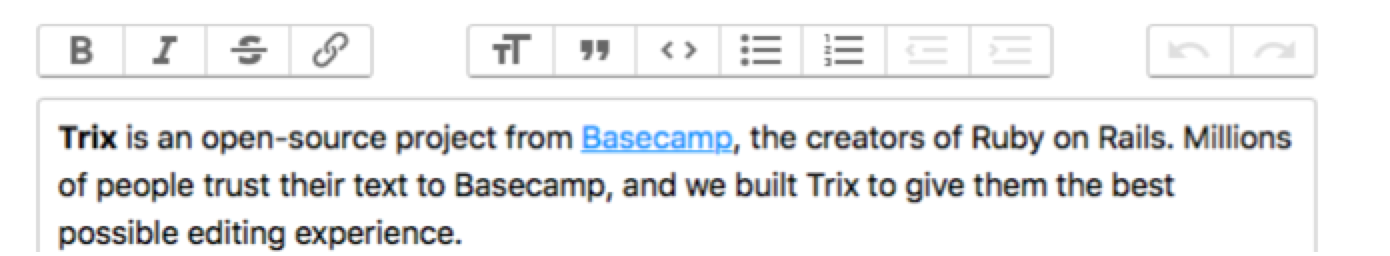 B I S TT ” <>
Trix is an open-source project from Basecamp, the creators of Ruby on Rails. Millions
of people trust their text to Basecamp, and we built Trix to give them the best
possible editing experience.